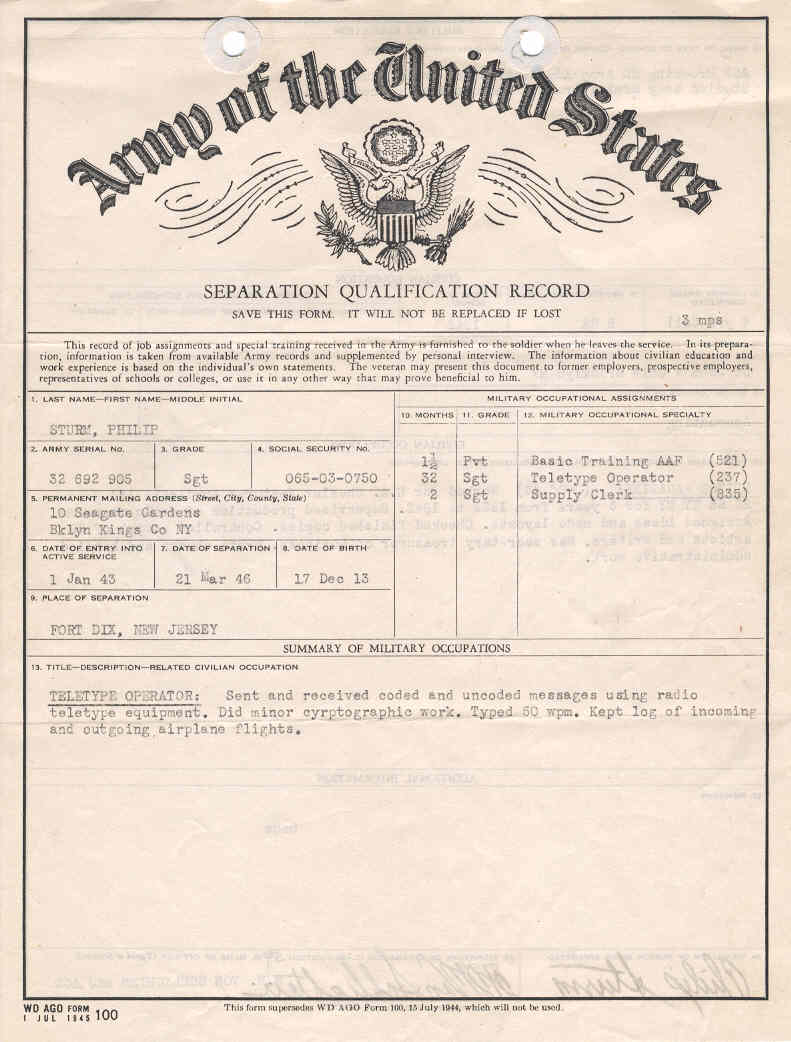 Army of the United States
SEPARATION QUALIFICATION RECORD
SAVE THIS FORM. IT WILL NOT BE REPLACED IF LOST
3 mps
This record of job assignments and special training received in the Army is furnished to the soldier when he leaves the service. In its prepara-
tion, information is taken from available Army records and supplemented by personal interview. The information about civilian education and
work experience is based on the individual's own statements. The veteran may present this document to former employers, prospective employers,
representatives of schools or colleges, or use it in any other way that may prove beneficial to him.
1. LAST NAME—FIRST NAME—MIDDLE INITIAL
STURM, PHILIP
2. ARMY SERIAL No. 3. GRADE 4. SOCIAL SECURITY No.
32 692 905 Sgt 065-03-0750
5. PERMANENT MAILING ADDRESS (Street, City, County, State)
10 Seagate Gardens
Bklyn Kings Co NY
6. DATE OF ENTRY INTO ACTIVE SERVICE 7. DATE OF SEPARATION 8. DATE OF BIRTH
1 Jan 43 21 Mar 46 17 Dec 13
9. PLACE OF SEPARATION
FORT DIX, NEW JERSEY
MILITARY OCCUPATIONAL ASSIGNMENTS
10. MONTHS 11. GRADE 12. MILITARY OCCUPATIONAL SPECIALTY
1½ Pvt Basic Training AAF (521)
32 Sgt Teletype Operator (237)
2 Sgt Supply Clerk (835)
SUMMARY OF MILITARY OCCUPATIONS
13. TITLE—DESCRIPTION—RELATED CIVILIAN OCCUPATION
TELETYPE OPERATOR: Sent and received coded and uncoded messages using radio
teletype equipment. Did minor cyrptographic work. Typed 50 wpm. Kept log of incoming
and outgoing airplane flights.
WD AGO FORM 100
1 JUL 1945
This form supersedes WD AGO Form 100, 15 July 1944, which will not be used.